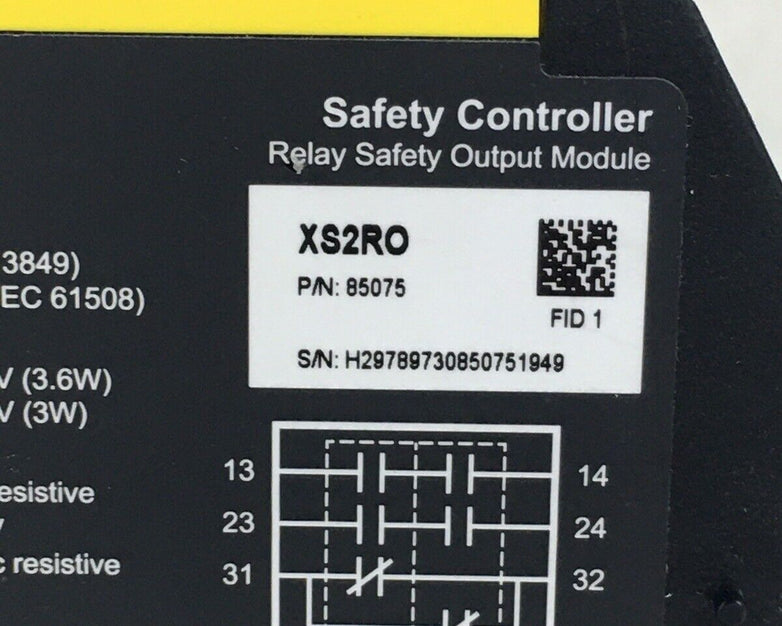 Safety Controller
Relay Safety Output Module
XS2RO
P/N: 85075
FID 1
S/N: H29789730850751949
3849)
EC 61508)
V (3.6W)
V (3W)
esistive
c resistive
13 14
23 24
31 32